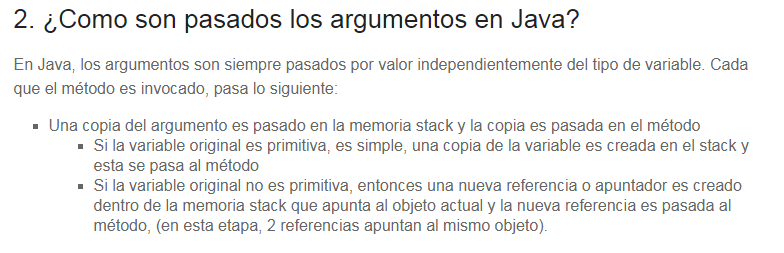 2. ¿Como son pasados los argumentos en Java?
En Java, los argumentos son siempre pasados por valor independientemente del tipo de variable. Cada
que el método es invocado, pasa lo siguiente:
▪ Una copia del argumento es pasado en la memoria stack y la copia es pasada en el método
▪ Si la variable original es primitiva, es simple, una copia de la variable es creada en el stack y
esta se pasa al método
▪ Si la variable original no es primitiva, entonces una nueva referencia o apuntador es creado
dentro de la memoria stack que apunta al objeto actual y la nueva referencia es pasada al
método, (en esta etapa, 2 referencias apuntan al mismo objeto).